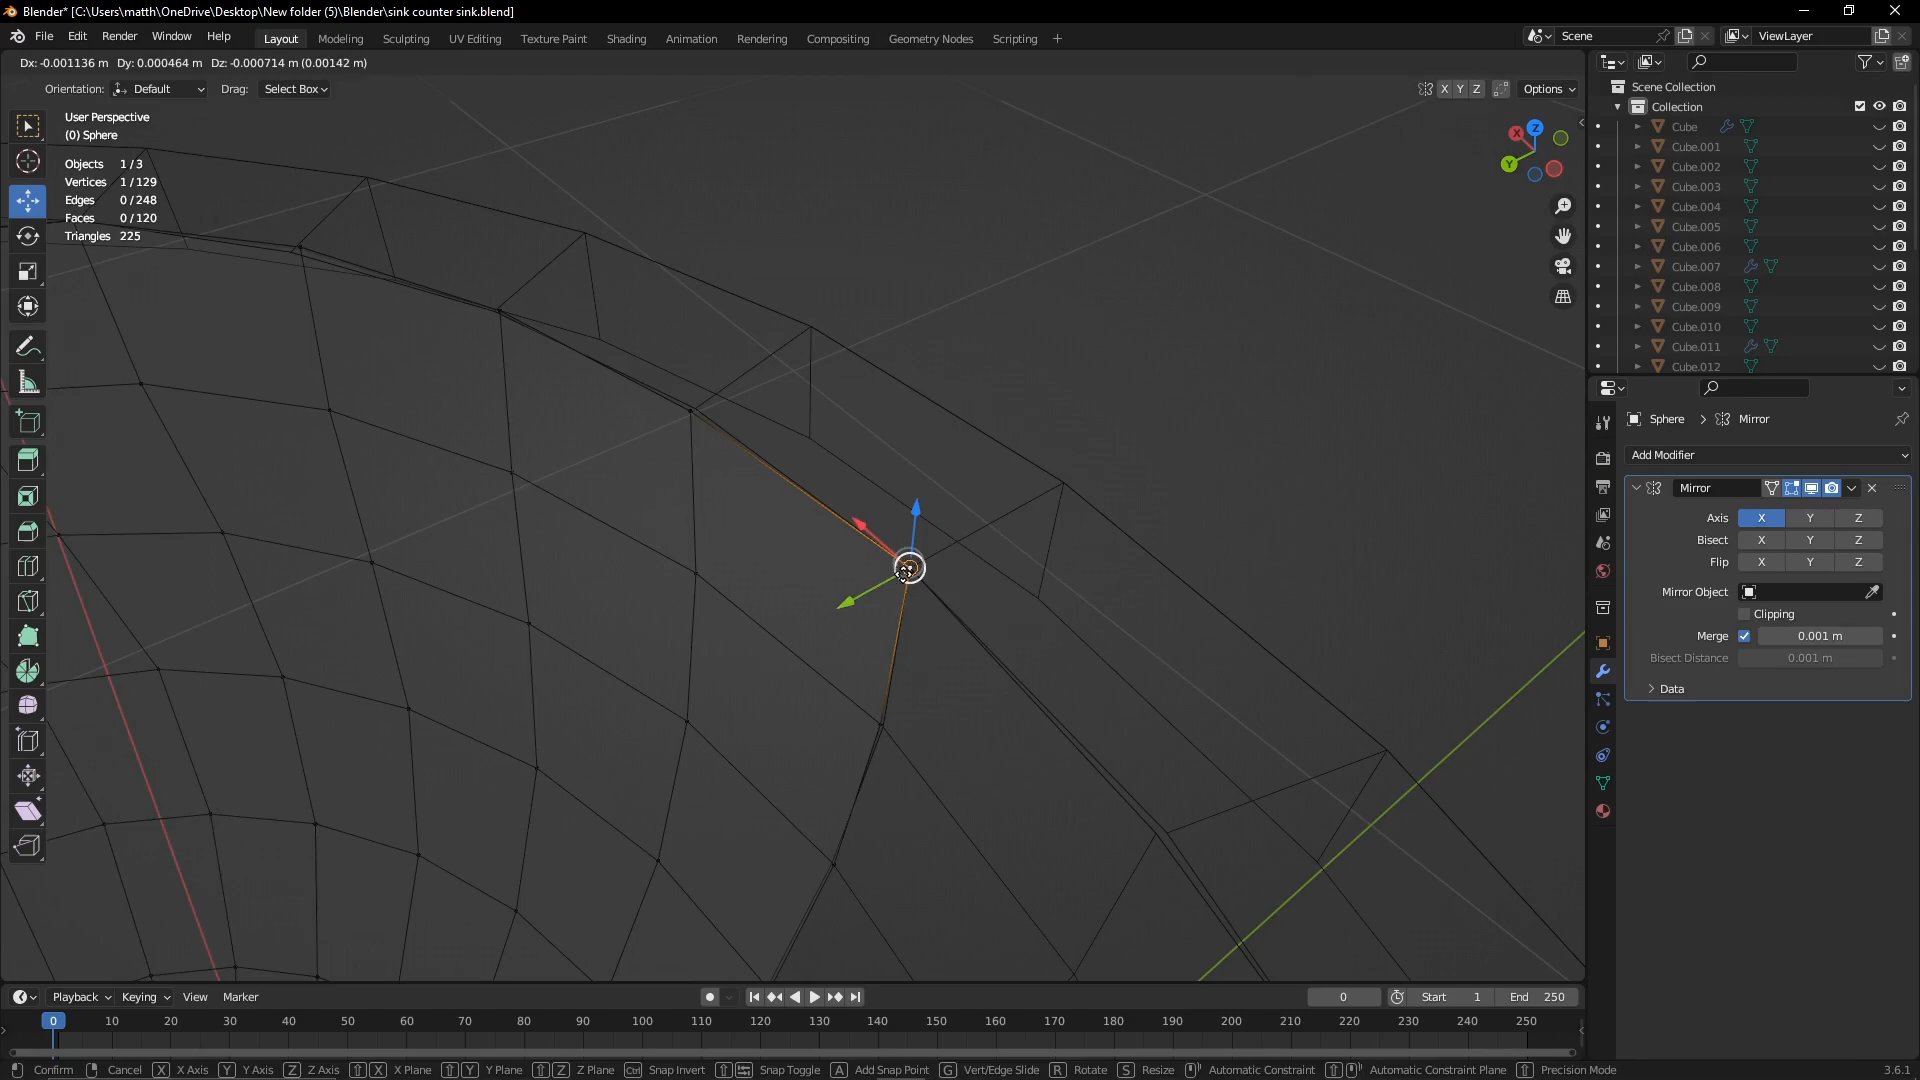 Blender* [C:\Users\matth\OneDrive\Desktop\New folder (5)\Blender\sink counter sink.blend]
File Edit Render Window Help Layout Modeling Sculpting UV Editing Texture Paint Shading Animation Rendering Compositing Geometry Nodes Scripting + Scene ViewLayer
Dx: -0.001136 m Dy: 0.000464 m Dz: -0.000714 m (0.00142 m)
Orientation: Default Drag: Select Box X Y Z Options
User Perspective
(0) Sphere
Objects 1/3
Vertices 1/129
Edges 0/248
Faces 0/120
Triangles 225
X Z Y
Scene Collection
Collection
Cube
Cube.001
Cube.002
Cube.003
Cube.004
Cube.005
Cube.006
Cube.007
Cube.008
Cube.009
Cube.010
Cube.011
Cube.012
Sphere > Mirror
Add Modifier
Mirror
Axis X Y Z
Bisect X Y Z
Flip X Y Z
Mirror Object
Clipping
Merge 0.001 m
Bisect Distance 0.001 m
Data
Playback Keying View Marker 0 Start 1 End 250
0 10 20 30 40 50 60 70 80 90 100 110 120 130 140 150 160 170 180 190 200 210 220 230 240 250
Confirm Cancel X X Axis Y Y Axis Z Z Axis X X Plane Y Y Plane Z Z Plane Ctrl Snap Invert Snap Toggle A Add Snap Point G Vert/Edge Slide R Rotate S Resize Automatic Constraint Automatic Constraint Plane Precision Mode 3.6.1